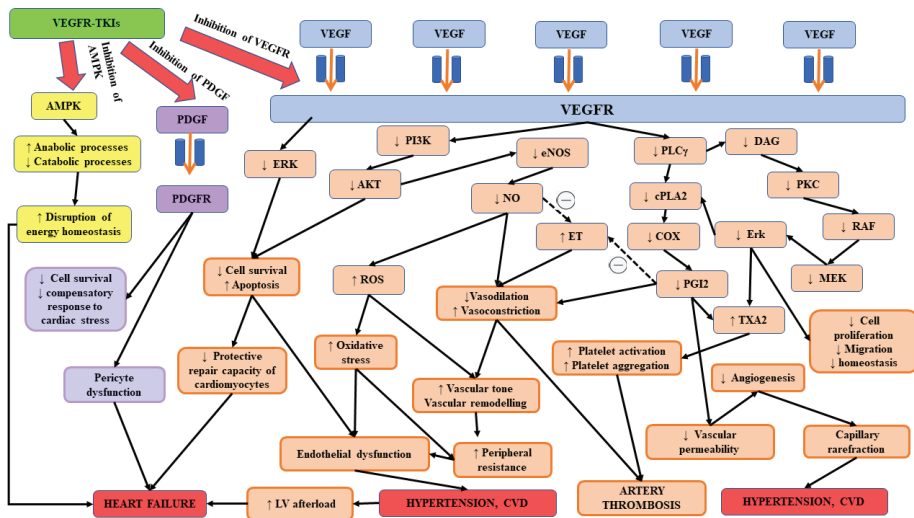 VEGFR-TKIs
Inhibition of
AMPK
Inhibition of PDGF
Inhibition of VEGFR
VEGF
VEGF
VEGF
VEGF
VEGF
VEGFR
AMPK
PDGF
↑ Anabolic processes
↓ Catabolic processes
PDGFR
↑ Disruption of
energy homeostasis
↓ Cell survival
↓ compensatory
response to
cardiac stress
Pericyte
dysfunction
↓ ERK
↓ PI3K
↓ AKT
↓ eNOS
↓ NO
↑ ET
↓ PLCγ
↓ cPLA2
↓ COX
↓ PGI2
↓ DAG
↓ PKC
↓ RAF
↓ MEK
↓ Erk
↑ TXA2
↓ Cell survival
↑ Apoptosis
↑ ROS
↓Vasodilation
↑ Vasoconstriction
↓ Cell
proliferation
↓ Migration
↓ homeostasis
↓ Protective
repair capacity of
cardiomyocytes
↑ Oxidative
stress
↑ Platelet activation
↑ Platelet aggregation
↑ Vascular tone
Vascular remodelling
↓ Angiogenesis
Endothelial dysfunction
↑ Peripheral
resistance
↓ Vascular
permeability
Capillary
rarefraction
HEART FAILURE
↑ LV afterload
HYPERTENSION, CVD
ARTERY
THROMBOSIS
HYPERTENSION, CVD